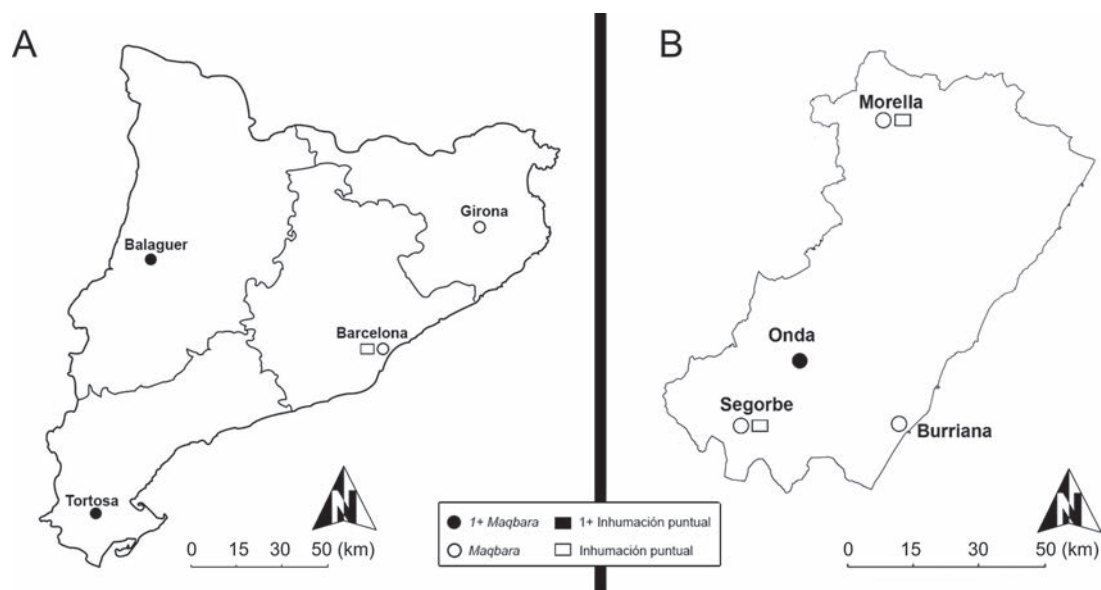 A
Girona
Balaguer
Barcelona
Tortosa
0 15 30 50 (km)
N
B
Morella
Onda
Segorbe
Burriana
0 15 30 50 (km)
N
1+ Maqbara
1+ Inhumación puntual
Maqbara
Inhumación puntual